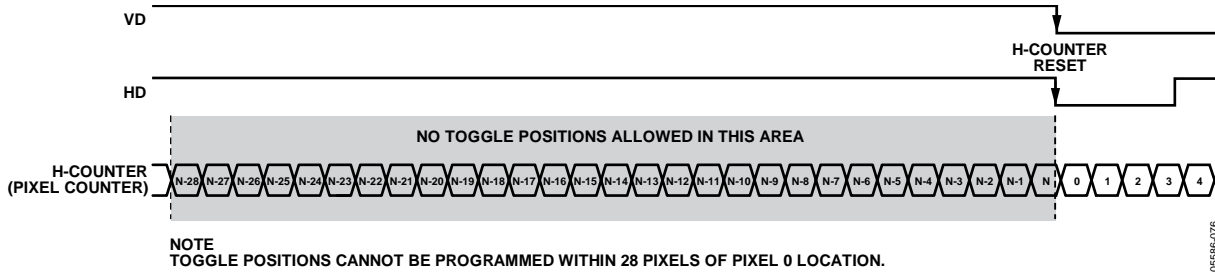 VD
H-COUNTER
RESET
HD
NO TOGGLE POSITIONS ALLOWED IN THIS AREA
H-COUNTER
(PIXEL COUNTER)
N-28 N-27 N-26 N-25 N-24 N-23 N-22 N-21 N-20 N-19 N-18 N-17 N-16 N-15 N-14 N-13 N-12 N-11 N-10 N-9 N-8 N-7 N-6 N-5 N-4 N-3 N-2 N-1 N 0 1 2 3 4
NOTE
TOGGLE POSITIONS CANNOT BE PROGRAMMED WITHIN 28 PIXELS OF PIXEL 0 LOCATION.
05586-076